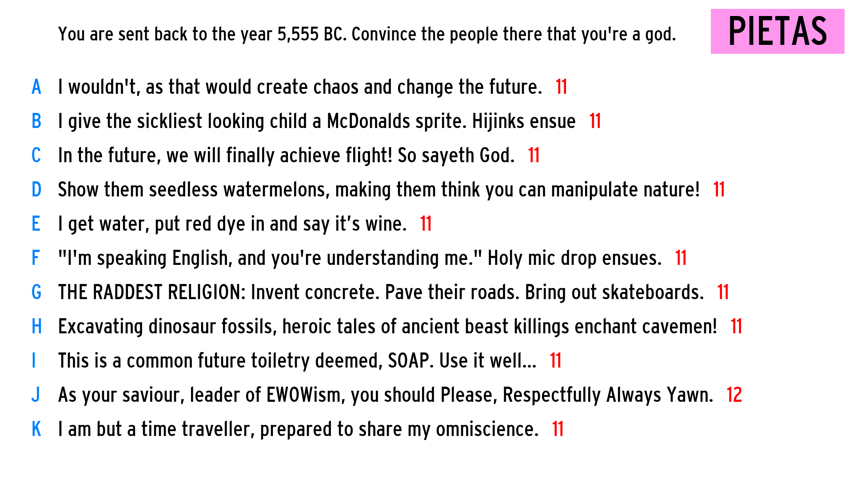 You are sent back to the year 5,555 BC. Convince the people there that you're a god.
PIETAS
A I wouldn't, as that would create chaos and change the future. 11
B I give the sickliest looking child a McDonalds sprite. Hijinks ensue 11
C In the future, we will finally achieve flight! So sayeth God. 11
D Show them seedless watermelons, making them think you can manipulate nature! 11
E I get water, put red dye in and say it’s wine. 11
F "I'm speaking English, and you're understanding me." Holy mic drop ensues. 11
G THE RADDEST RELIGION: Invent concrete. Pave their roads. Bring out skateboards. 11
H Excavating dinosaur fossils, heroic tales of ancient beast killings enchant cavemen! 11
I This is a common future toiletry deemed, SOAP. Use it well... 11
J As your saviour, leader of EWOWism, you should Please, Respectfully Always Yawn. 12
K I am but a time traveller, prepared to share my omniscience. 11